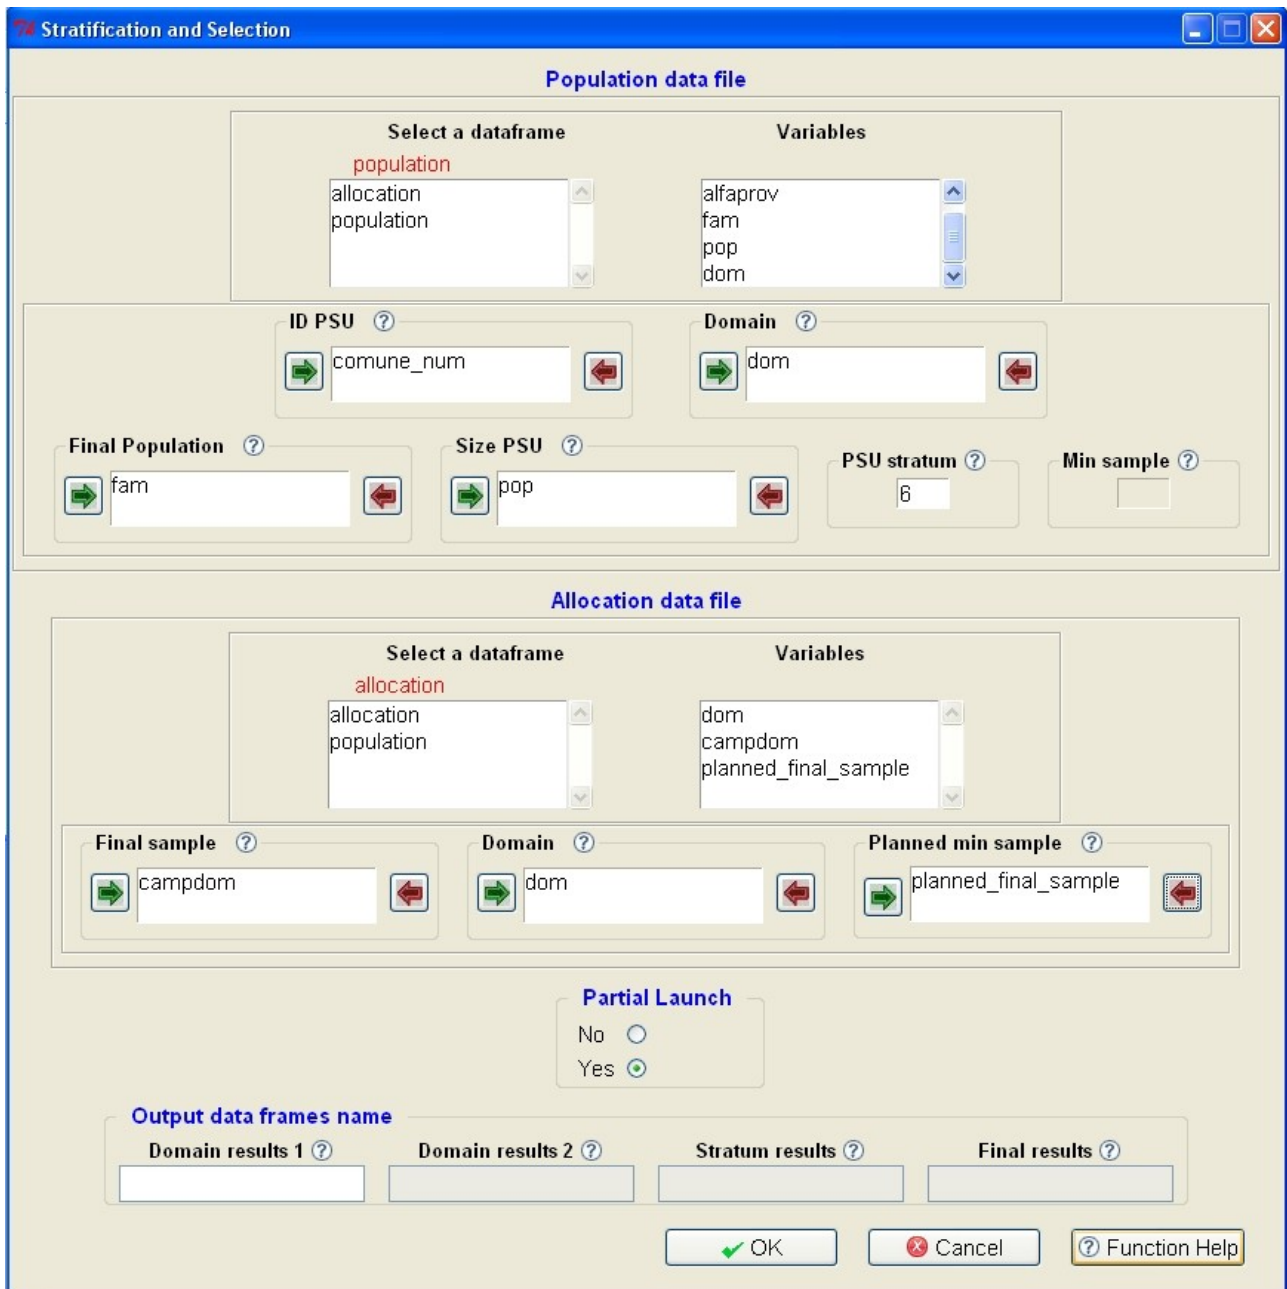 Stratification and Selection
Population data file
Select a dataframe Variables
population
allocation alfaprov
population fam
pop
dom
ID PSU ? Domain ?
comune_num dom
Final Population ? Size PSU ? PSU stratum ? Min sample ?
fam pop 6
Allocation data file
Select a dataframe Variables
allocation
allocation dom
population campdom
planned_final_sample
Final sample ? Domain ? Planned min sample ?
campdom dom planned_final_sample
Partial Launch
No
Yes
Output data frames name
Domain results 1 ? Domain results 2 ? Stratum results ? Final results ?
OK Cancel ? Function Help